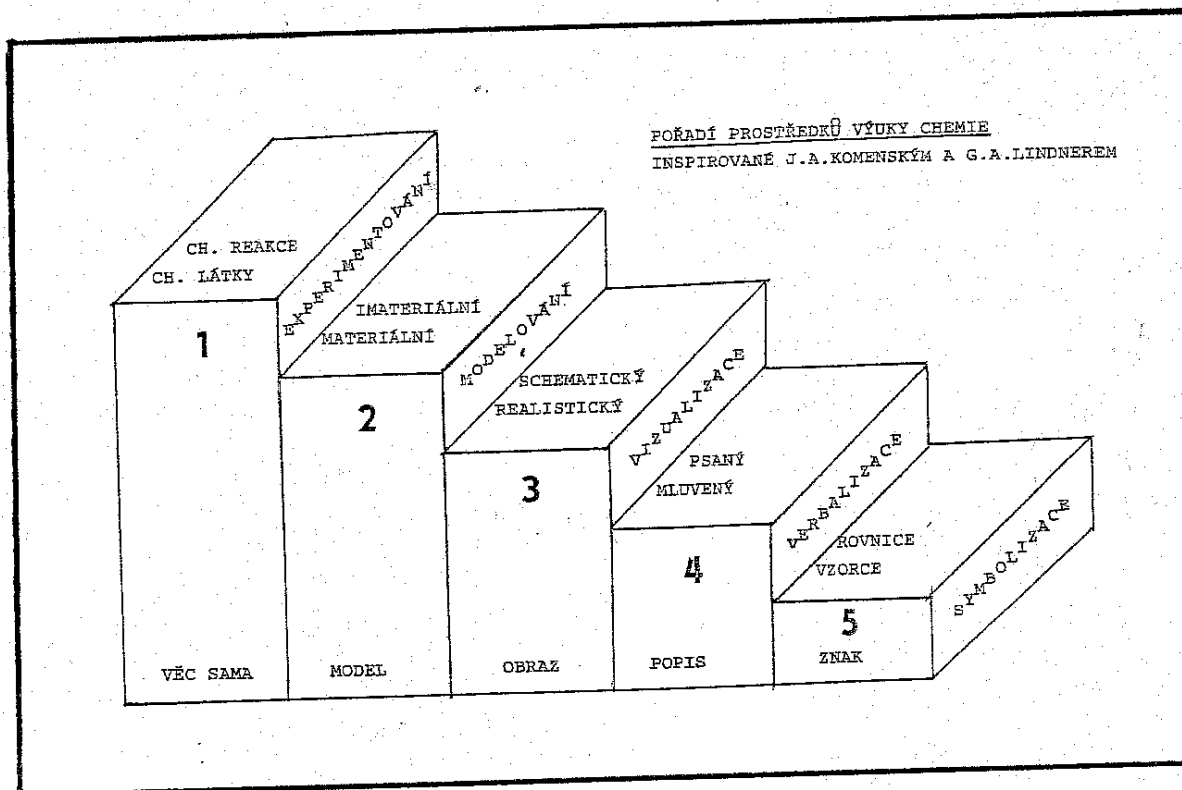 POŘADÍ PROSTŘEDKŮ VÝUKY CHEMIE
INSPIROVANÉ J.A.KOMENSKÝM A G.A.LINDNEREM
CH. REAKCE
CH. LÁTKY
EXPERIMENTOVÁNÍ
1
VĚC SAMA
IMATERIÁLNÍ
MATERIÁLNÍ
MODELOVÁNÍ
2
MODEL
SCHEMATICKÝ
REALISTICKÝ
VIZUALIZACE
3
OBRAZ
PSANÝ
MLUVENÝ
VERBALIZACE
4
POPIS
ROVNICE
VZORCE
SYMBOLIZACE
5
ZNAK